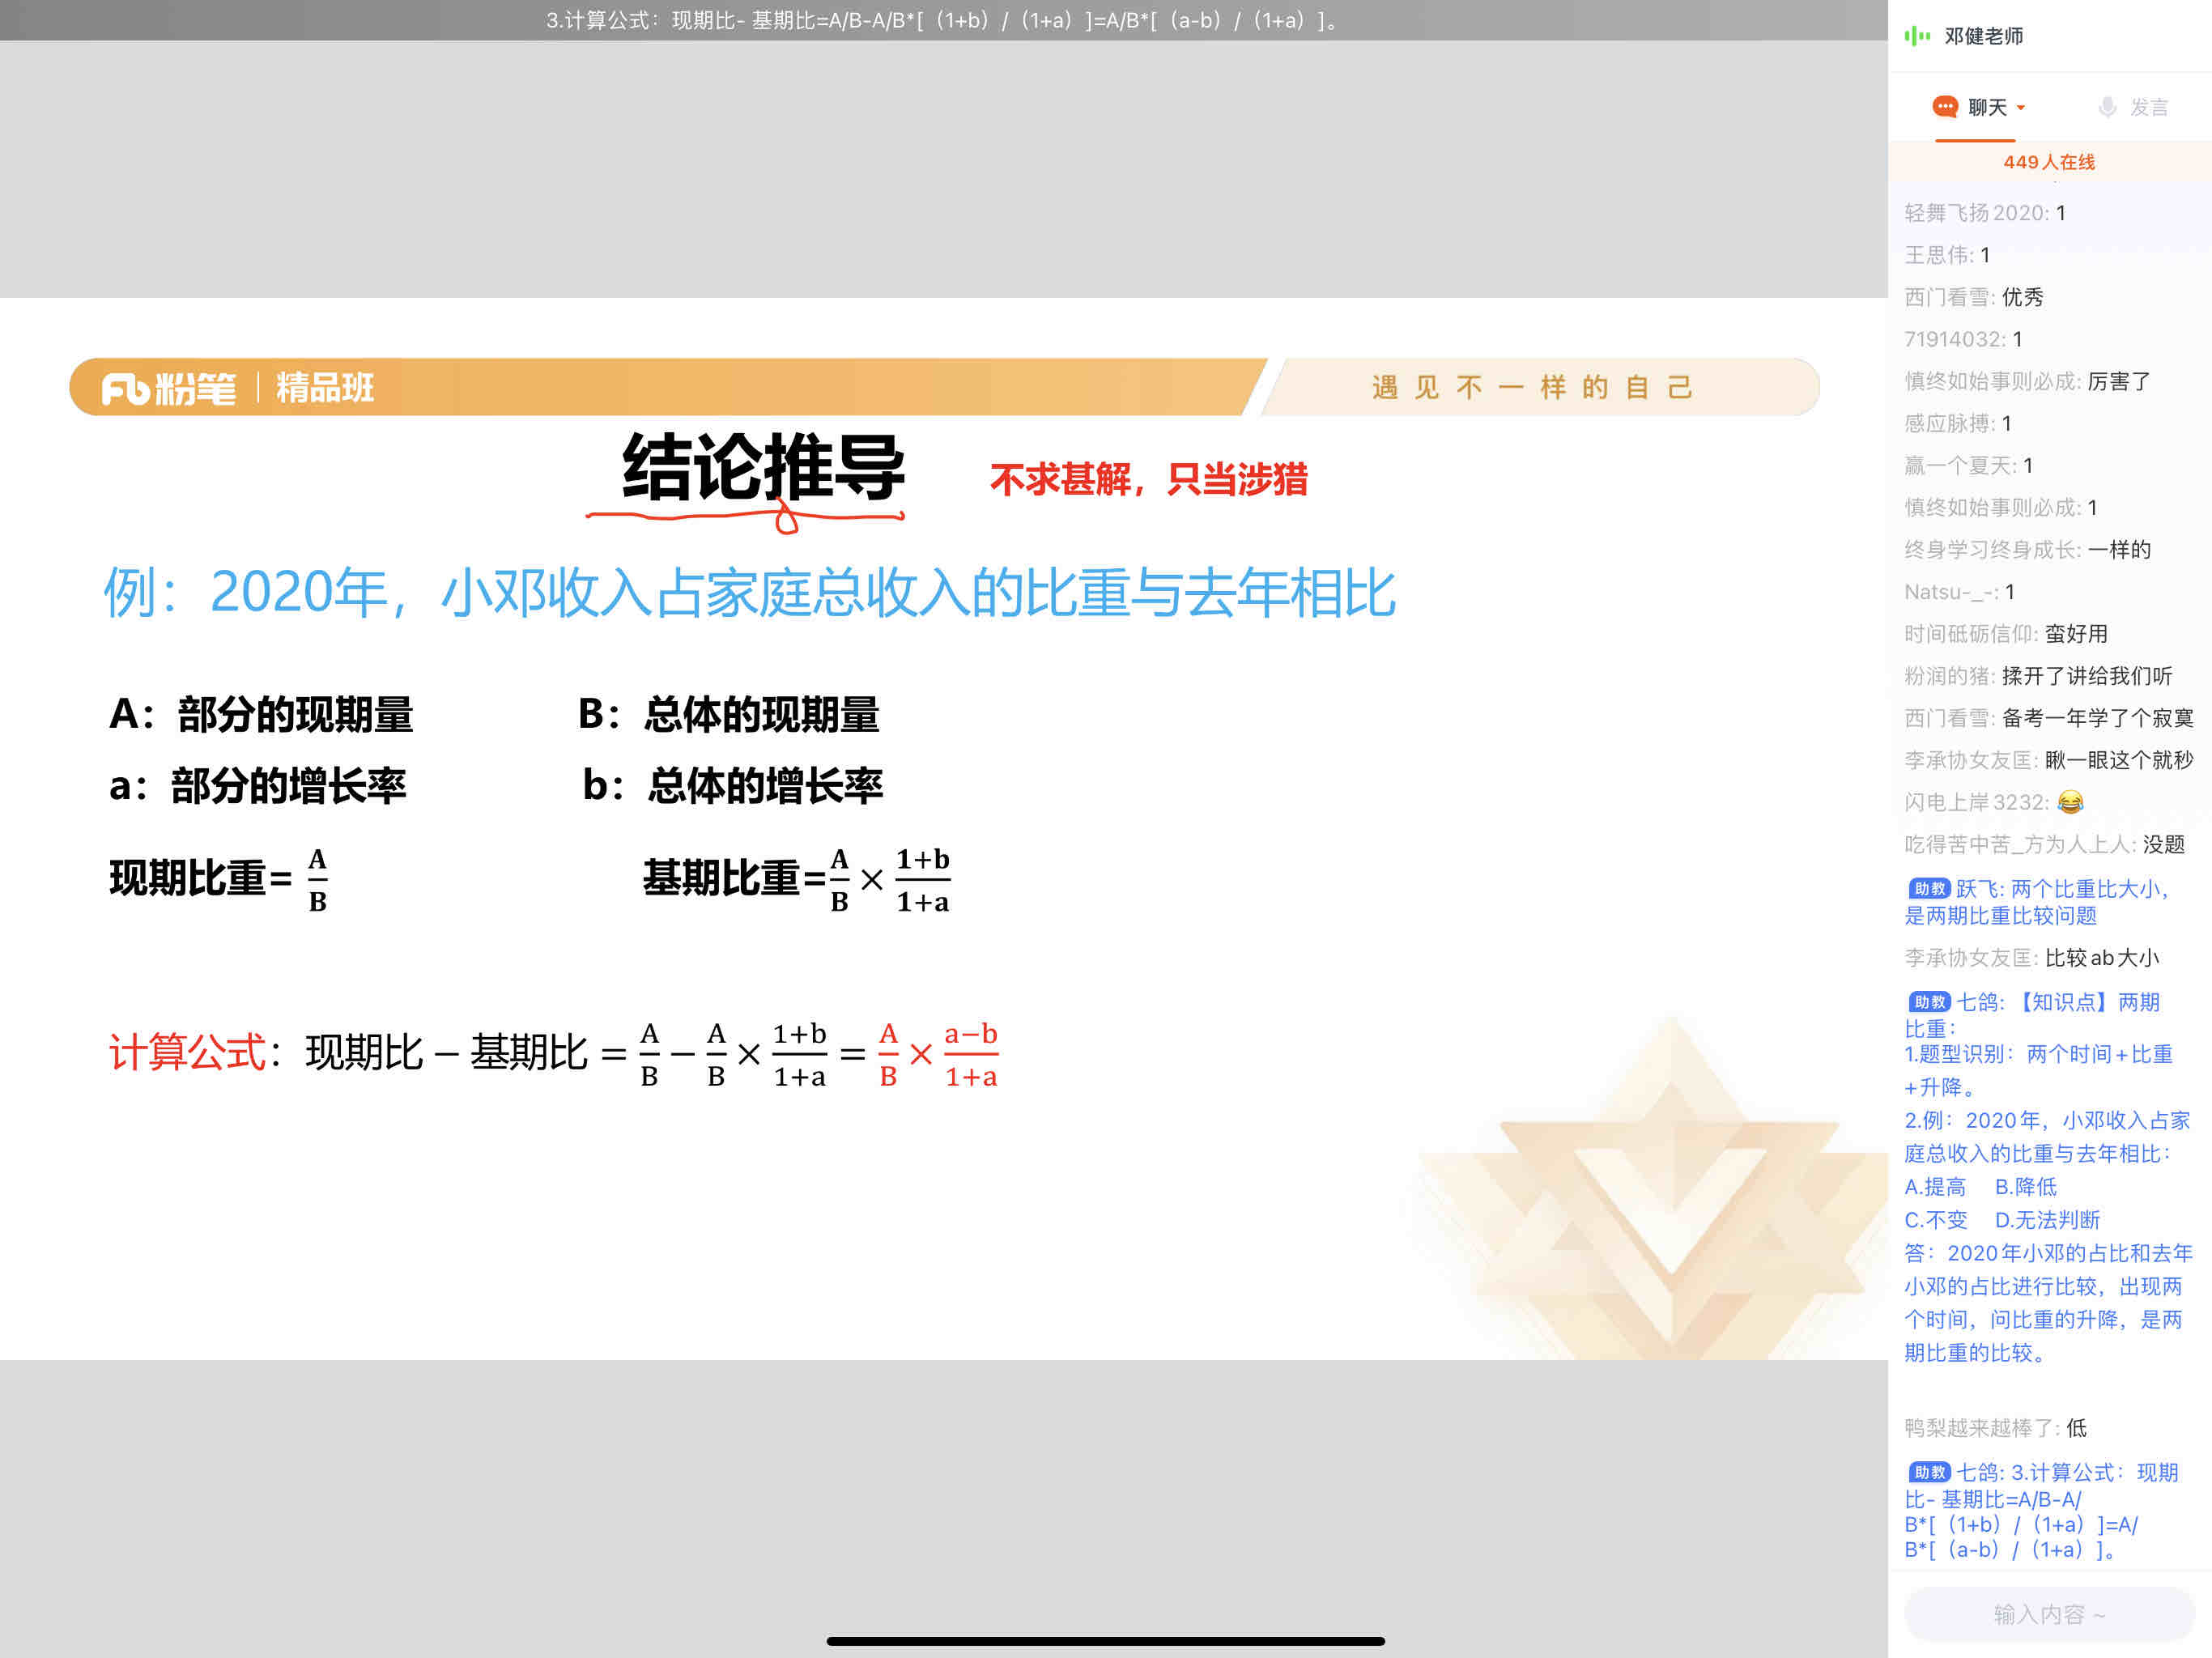 3.计算公式：现期比- 基期比=A/B-A/B*[（1+b）/（1+a）]=A/B*[（a-b）/（1+a）]。
粉笔 精品班
遇见不一样的自己
结论推导
不求甚解，只当涉猎
例：2020年，小邓收入占家庭总收入的比重与去年相比
A：部分的现期量 B：总体的现期量
a：部分的增长率 b：总体的增长率
现期比重= A/B 基期比重=A/B × (1+b)/(1+a)
计算公式：现期比 – 基期比 = A/B – A/B × (1+b)/(1+a) = A/B × (a−b)/(1+a)
邓健老师
聊天 发言
449人在线
轻舞飞扬2020: 1
王思伟: 1
西门看雪: 优秀
71914032: 1
慎终如始事则必成: 厉害了
感应脉搏: 1
赢一个夏天: 1
慎终如始事则必成: 1
终身学习终身成长: 一样的
Natsu-_-: 1
时间砥砺信仰: 蛮好用
粉润的猪: 揉开了讲给我们听
西门看雪: 备考一年学了个寂寞
李承协女友匡: 瞅一眼这个就秒
闪电上岸3232: 😂
吃得苦中苦_方为人上人: 没题
助教 跃飞: 两个比重比大小，
是两期比重比较问题
李承协女友匡: 比较ab大小
助教 七鸽: 【知识点】两期
比重：
1.题型识别：两个时间+比重
+升降。
2.例：2020年，小邓收入占家
庭总收入的比重与去年相比：
A.提高 B.降低
C.不变 D.无法判断
答：2020年小邓的占比和去年
小邓的占比进行比较，出现两
个时间，问比重的升降，是两
期比重的比较。
鸭梨越来越棒了: 低
助教 七鸽: 3.计算公式：现期
比- 基期比=A/B-A/
B*[（1+b）/（1+a）]=A/
B*[（a-b）/（1+a）]。
输入内容 ~